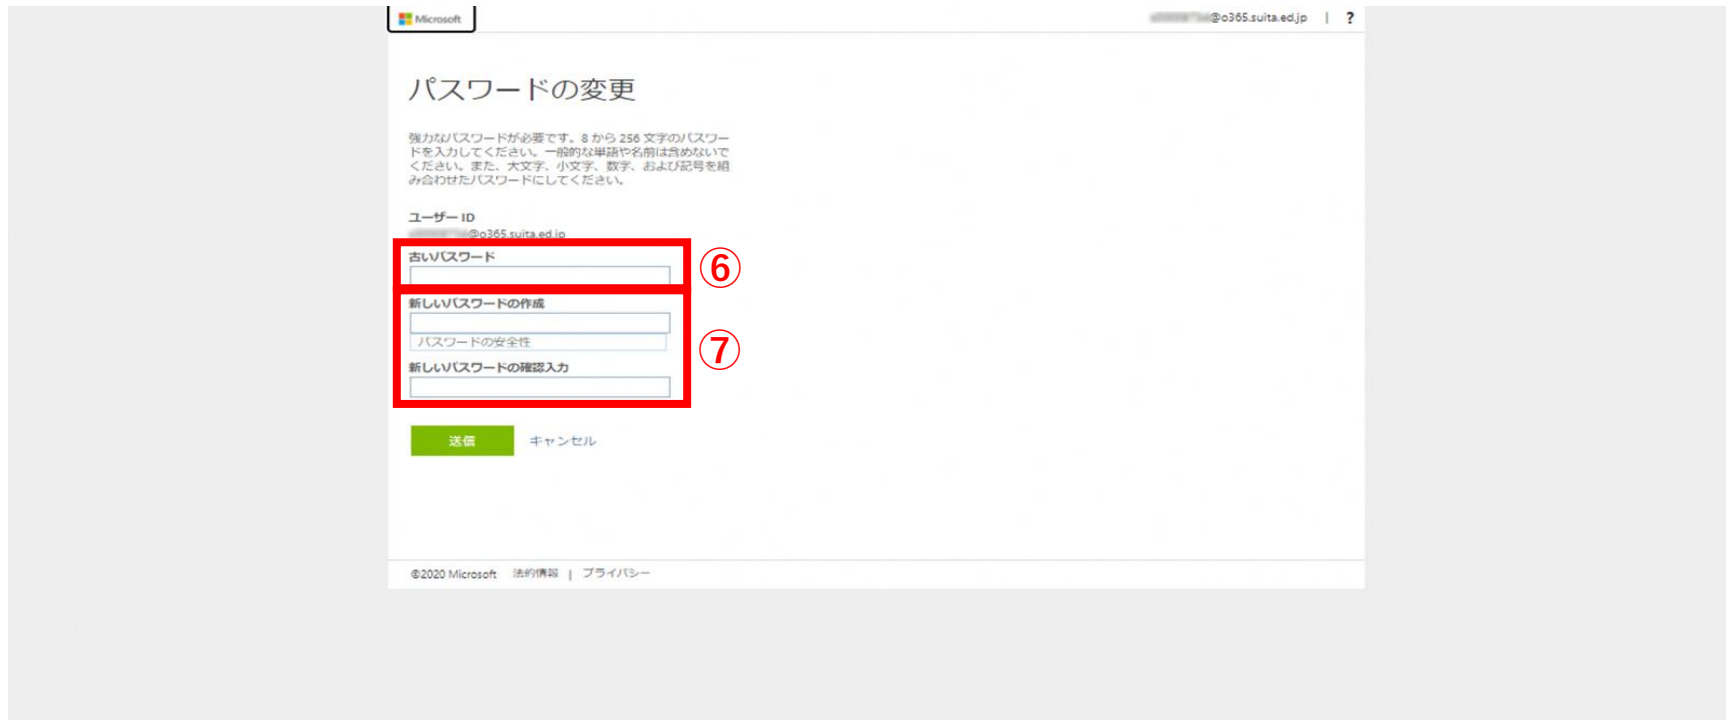 Microsoft
@o365.suita.ed.jp | ?
パスワードの変更
強力なパスワードが必要です。8 から 256 文字のパスワー
ドを入力してください。一般的な単語や名前は含めないで
ください。また、大文字、小文字、数字、および記号を組
み合わせたパスワードにしてください。
ユーザー ID
@o365.suita.ed.jp
古いパスワード
⑥
新しいパスワードの作成
パスワードの安全性
⑦
新しいパスワードの確認入力
送信 キャンセル
©2020 Microsoft 法的情報 | プライバシー